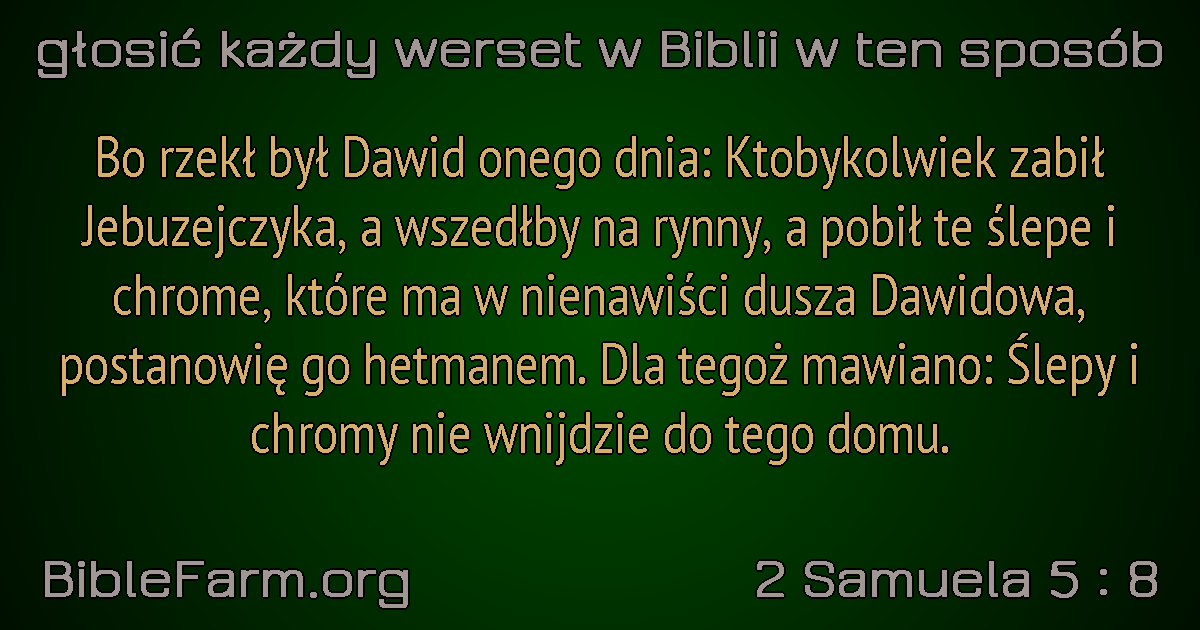 głosić każdy werset w Biblii w ten sposób
Bo rzekł był Dawid onego dnia: Ktobykolwiek zabił
Jebuzejczyka, a wszedłby na rynny, a pobił te ślepe i
chrome, które ma w nienawiści dusza Dawidowa,
postanowię go hetmanem. Dla tegoż mawiano: Ślepy i
chromy nie wnijdzie do tego domu.
BibleFarm.org
2 Samuela 5 : 8